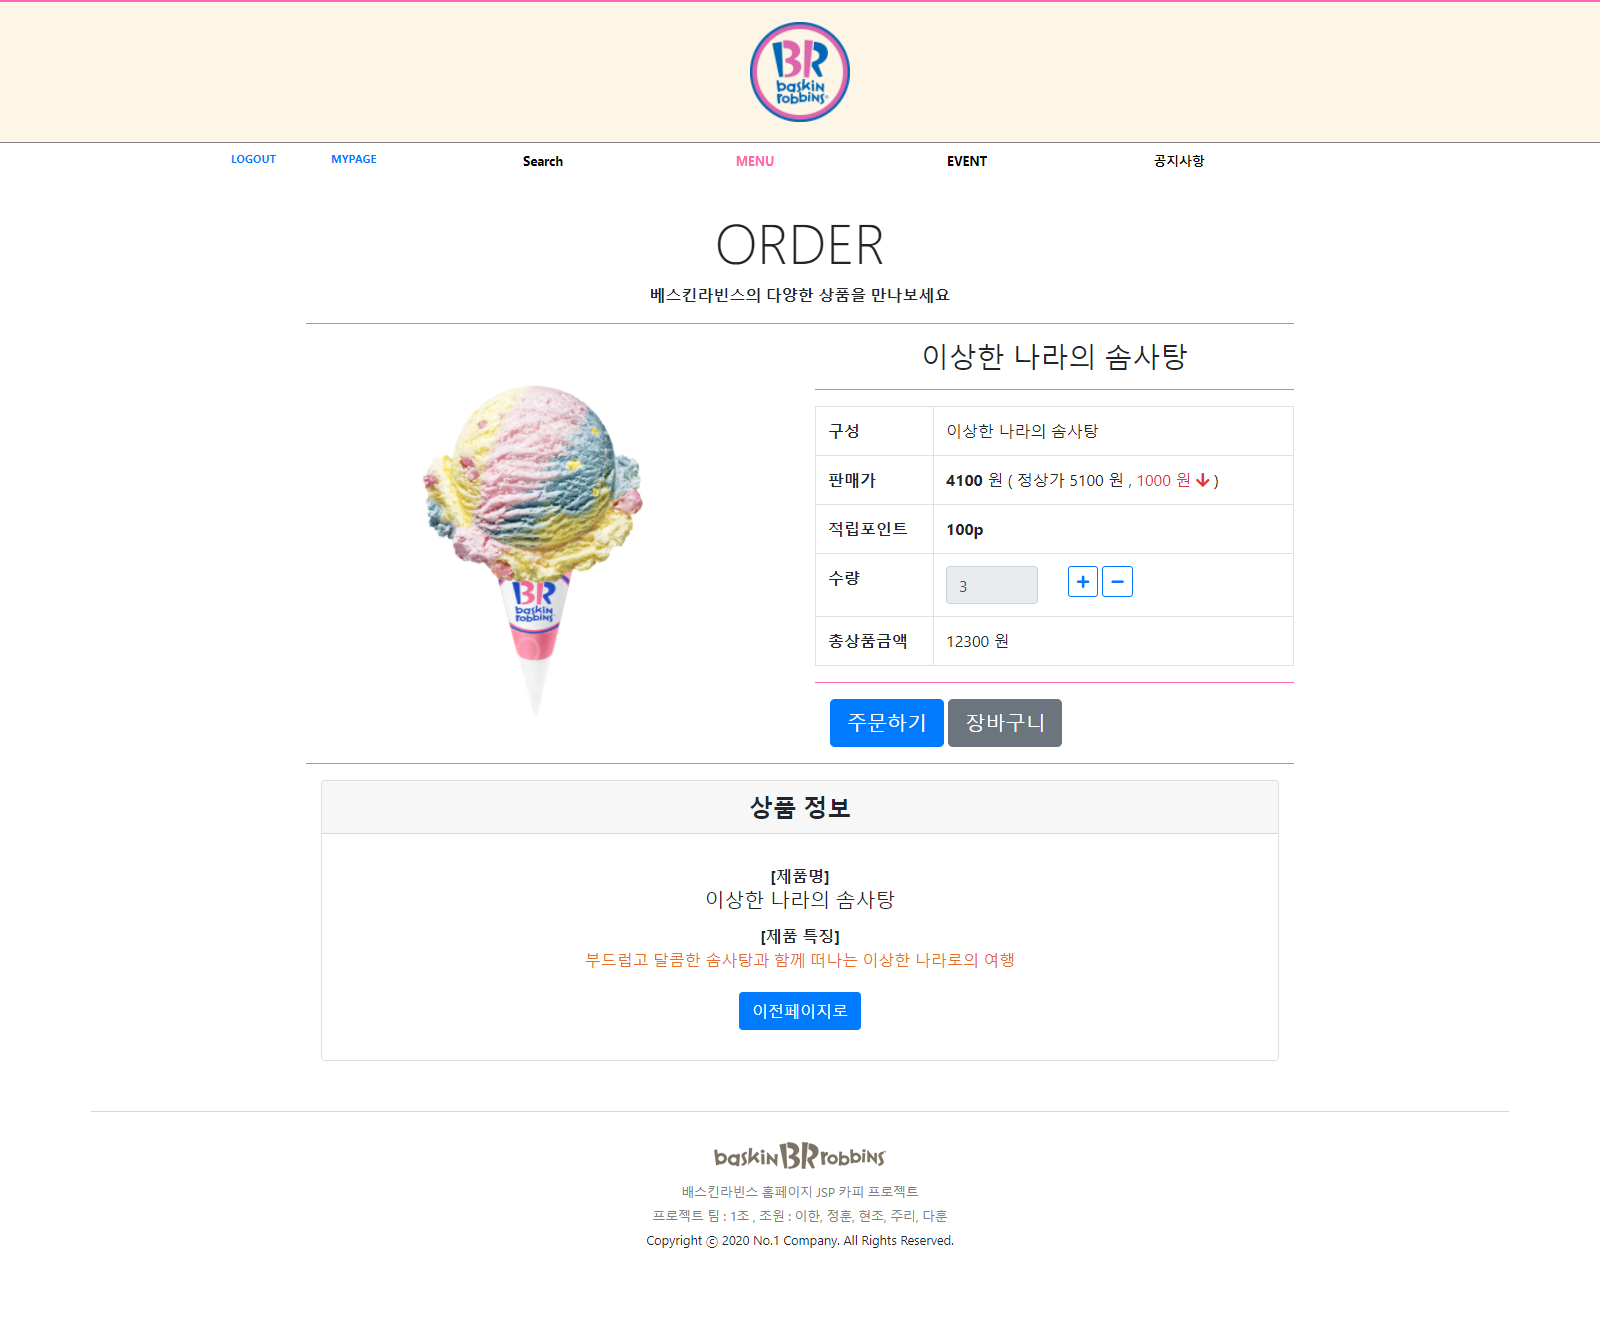 BR
baskin
robbins
LOGOUT MYPAGE Search MENU EVENT 공지사항
ORDER
베스킨라빈스의 다양한 상품을 만나보세요
이상한 나라의 솜사탕
구성 이상한 나라의 솜사탕
판매가 4100 원 ( 정상가 5100 원 , 1000 원 )
적립포인트 100p
수량 3
총상품금액 12300 원
BR
baskin
robbins
주문하기 장바구니
상품 정보
[제품명]
이상한 나라의 솜사탕
[제품 특징]
부드럽고 달콤한 솜사탕과 함께 떠나는 이상한 나라로의 여행
이전페이지로
baskin BR robbins
배스킨라빈스 홈페이지 JSP 카피 프로젝트
프로젝트 팀 : 1조 , 조원 : 이한, 정훈, 현조, 주리, 다훈
Copyright ⓒ 2020 No.1 Company. All Rights Reserved.